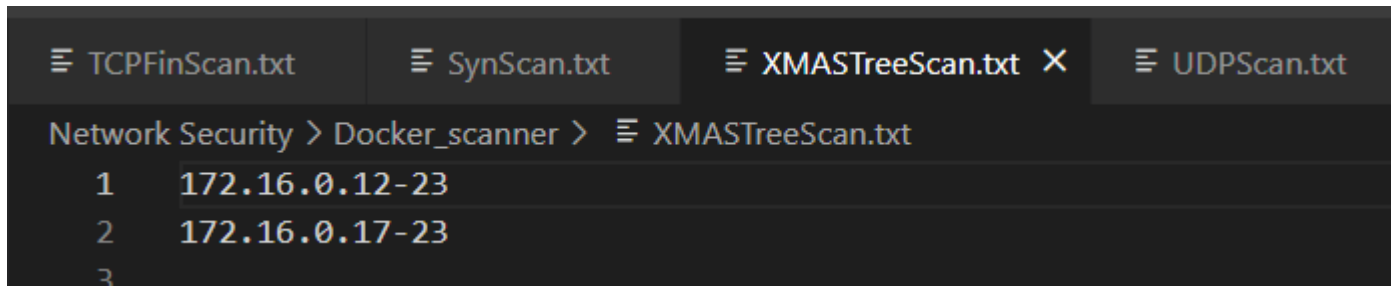 TCPFinScan.txt SynScan.txt XMASTreeScan.txt × UDPScan.txt
Network Security > Docker_scanner > XMASTreeScan.txt
1 172.16.0.12-23
2 172.16.0.17-23
3